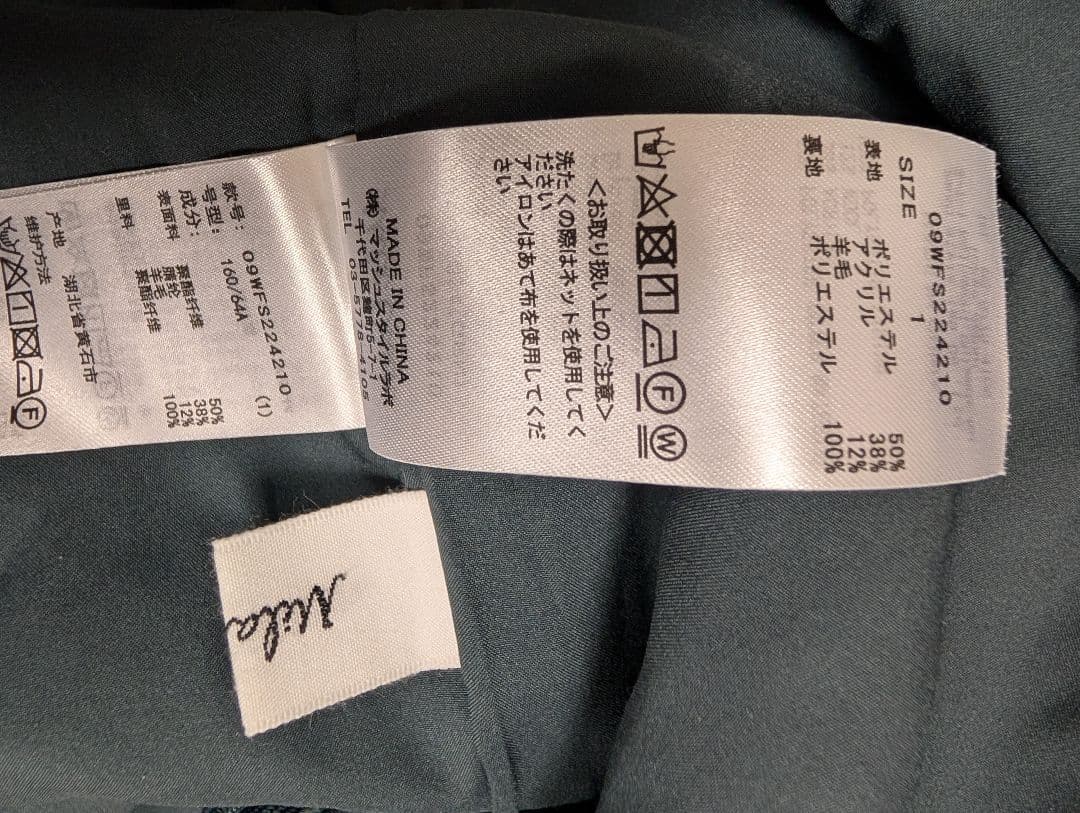 09WFS224210
SIZE 1
表地 ポリエステル 50%
アクリル 38%
羊毛 12%
裏地 ポリエステル 100%
W
F
<お取り扱い上のご注意>
洗たくの際はネットを使用してく
ださい
アイロンはあて布を使用してくだ
さい
MADE IN CHINA
(株)マッシュスタイルラボ
千代田区麹町5-7-1
TEL 03-5778-4105
款号: 09WFS224210
号型: 160/64A (1)
成分:
表面料 聚酯纤维 50%
腈纶 38%
羊毛 12%
里料 聚酯纤维 100%
产地 湖北省黄石市
维护方法
F
Mila